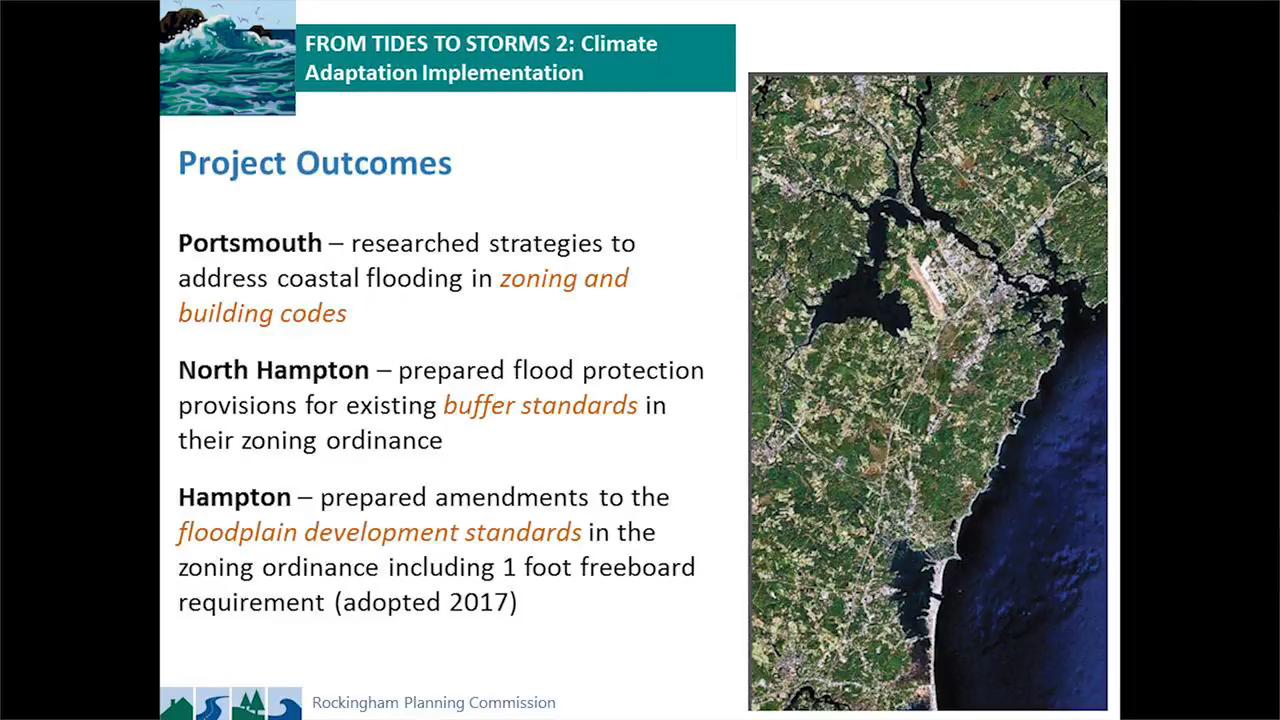 FROM TIDES TO STORMS 2: Climate
Adaptation Implementation
Project Outcomes
Portsmouth – researched strategies to
address coastal flooding in zoning and
building codes
North Hampton – prepared flood protection
provisions for existing buffer standards in
their zoning ordinance
Hampton – prepared amendments to the
floodplain development standards in the
zoning ordinance including 1 foot freeboard
requirement (adopted 2017)
Rockingham Planning Commission